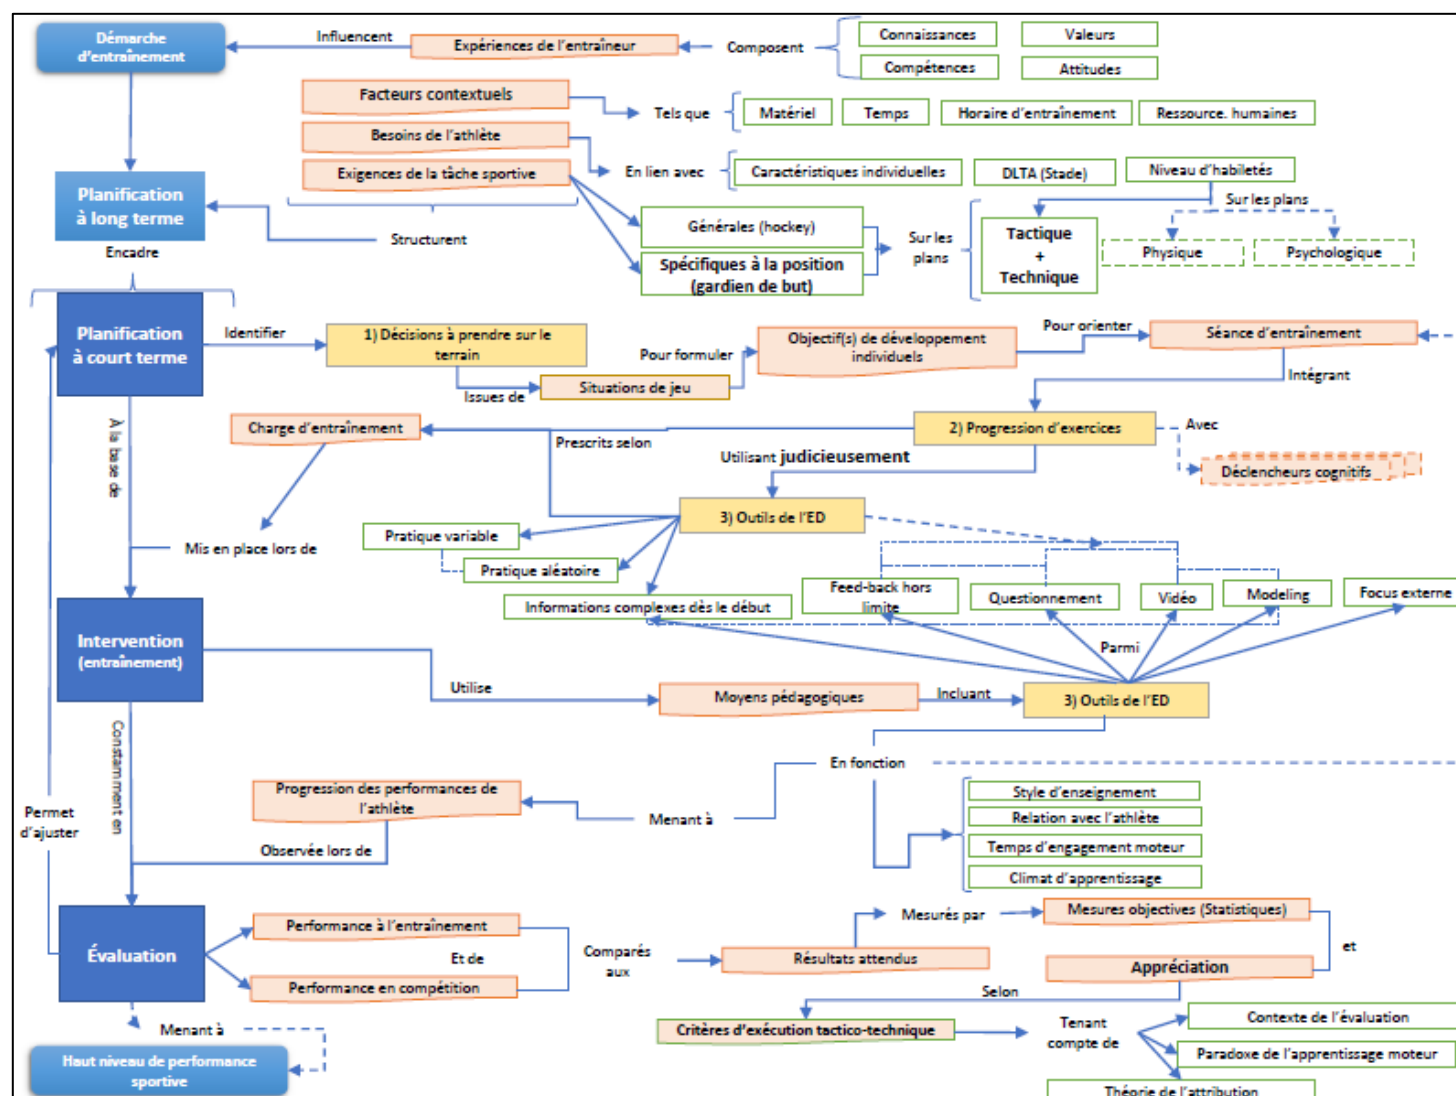 Démarche
d'entraînement
Influencent
Expériences de l'entraîneur
Composent
Connaissances
Valeurs
Compétences
Attitudes
Facteurs contextuels
Tels que
Matériel
Temps
Horaire d'entraînement
Ressource. humaines
Besoins de l'athlète
Exigences de la tâche sportive
En lien avec
Caractéristiques individuelles
DLTA (Stade)
Niveau d'habiletés
Sur les plans
Planification
à long terme
Structurent
Générales (hockey)
Spécifiques à la position
(gardien de but)
Sur les
plans
Tactique
+
Technique
Physique
Psychologique
Encadre
Planification
à court terme
Identifier
1) Décisions à prendre sur le
terrain
Issues de
Situations de jeu
Pour formuler
Objectif(s) de développement
individuels
Pour orienter
Séance d'entraînement
Intégrant
Charge d'entraînement
Prescrits selon
2) Progression d'exercices
Avec
Déclencheurs cognitifs
Utilisant judicieusement
À la base de
Mis en place lors de
3) Outils de l'ED
Pratique variable
Pratique aléatoire
Informations complexes dès le début
Feed-back hors
limite
Questionnement
Vidéo
Modeling
Focus externe
Parmi
Intervention
(entraînement)
Utilise
Moyens pédagogiques
Incluant
3) Outils de l'ED
Constamment en
En fonction
Progression des performances de
l'athlète
Menant à
Style d'enseignement
Relation avec l'athlète
Temps d'engagement moteur
Climat d'apprentissage
Permet
d'ajuster
Observée lors de
Évaluation
Performance à l'entraînement
Et de
Performance en compétition
Comparés
aux
Résultats attendus
Mesurés par
Mesures objectives (Statistiques)
et
Appréciation
Selon
Critères d'exécution tactico-technique
Tenant
compte de
Contexte de l'évaluation
Paradoxe de l'apprentissage moteur
Théorie de l'attribution
Menant à
Haut niveau de performance
sportive